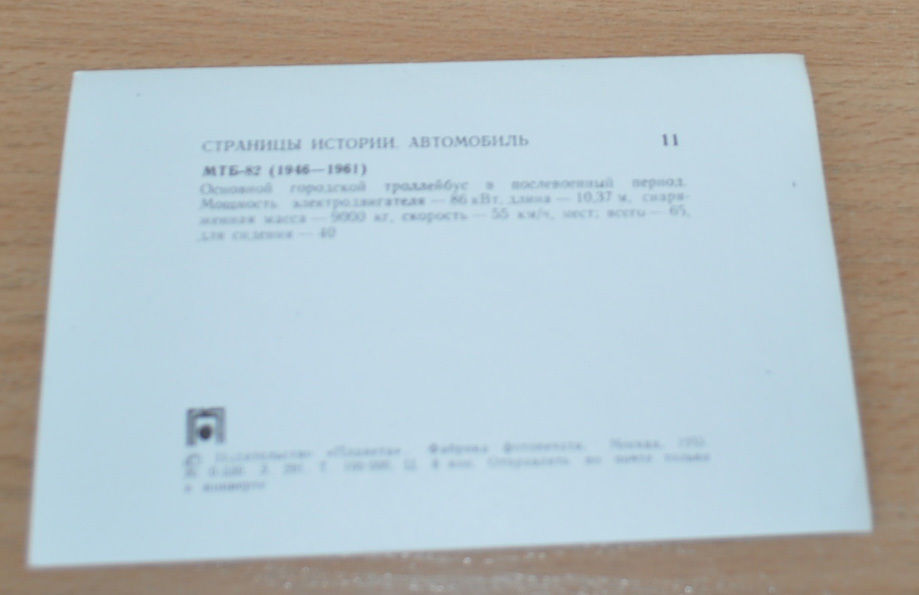 СТРАНИЦЫ ИСТОРИИ. АВТОМОБИЛЬ 11
МТБ-82 (1946—1961)
Основной городской троллейбус в послевоенный период.
Мощность электродвигателя — 86 кВт, длина — 10,37 м, снаря-
женная масса — 9000 кг, скорость — 55 км/ч, мест: всего — 65,
для сидения — 40
© Издательство «Планета». Фабрика фотопечати. Москва,
Ц. 4 коп. Отправлять по почте только
в конверте